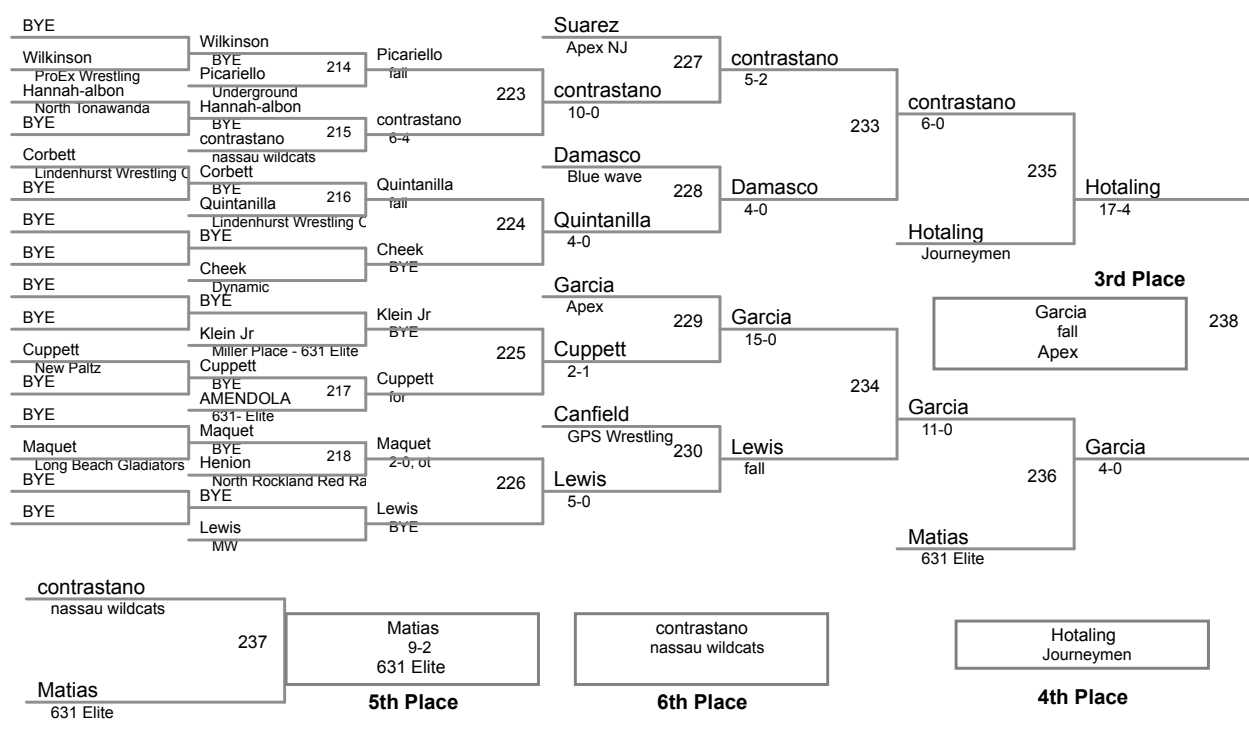 BYE
Wilkinson
ProEx Wrestling
Hannah-albon
North Tonawanda
BYE
Corbett
Lindenhurst Wrestling C
BYE
BYE
BYE
BYE
BYE
Cuppett
New Paltz
BYE
BYE
Maquet
Long Beach Gladiators
BYE
BYE
Wilkinson
BYE
214
Picariello
Underground
Hannah-albon
BYE
215
contrastano
nassau wildcats
Corbett
BYE
216
Quintanilla
Lindenhurst Wrestling C
BYE
Cheek
Dynamic
BYE
Klein Jr
Miller Place - 631 Elite
Cuppett
BYE
217
AMENDOLA
631- Elite
Maquet
BYE
218
Henion
North Rockland Red Ra
BYE
Lewis
MW
Picariello
fall
223
contrastano
6-4
Quintanilla
fall
224
Cheek
BYE
Klein Jr
BYE
225
Cuppett
for
Maquet
2-0, ot
226
Lewis
BYE
Suarez
Apex NJ
227
contrastano
10-0
Damasco
Blue wave
228
Quintanilla
4-0
Garcia
Apex
229
Cuppett
2-1
Canfield
GPS Wrestling
230
Lewis
5-0
contrastano
5-2
233
Damasco
4-0
Garcia
15-0
234
Lewis
fall
contrastano
6-0
235
Hotaling
Journeymen
Garcia
11-0
236
Matias
631 Elite
Hotaling
17-4
3rd Place
Garcia
fall
Apex
238
Garcia
4-0
contrastano
nassau wildcats
237
Matias
631 Elite
Matias
9-2
631 Elite
5th Place
contrastano
nassau wildcats
6th Place
Hotaling
Journeymen
4th Place